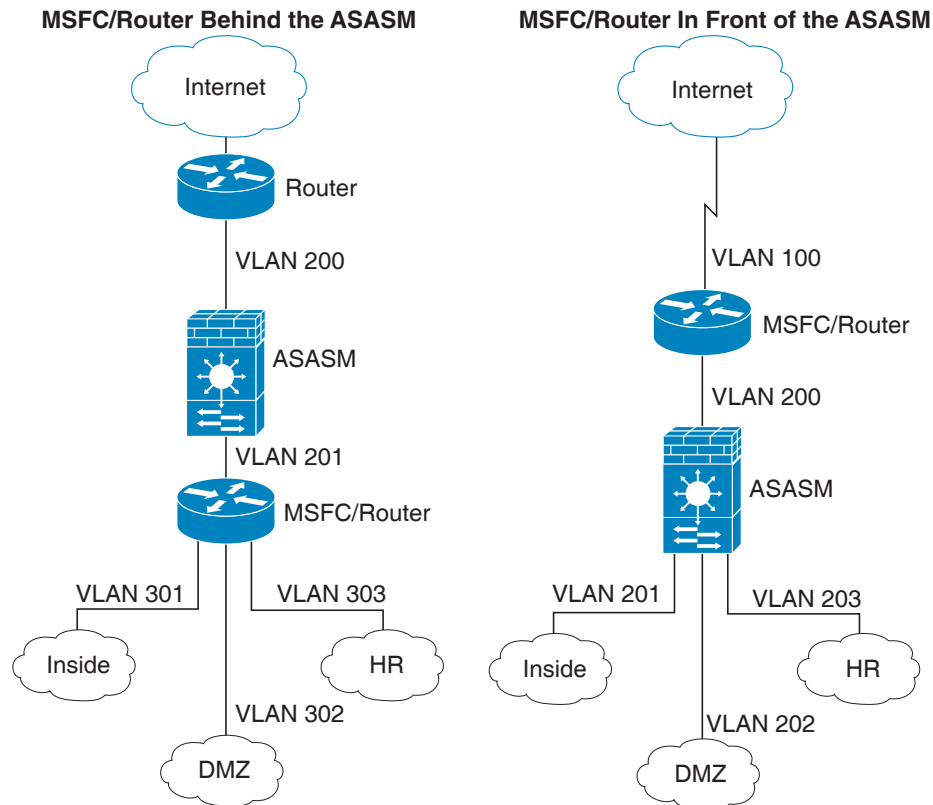 MSFC/Router Behind the ASASM
Internet
Router
VLAN 200
ASASM
VLAN 201
MSFC/Router
VLAN 301
VLAN 303
Inside
HR
VLAN 302
DMZ
MSFC/Router In Front of the ASASM
Internet
VLAN 100
MSFC/Router
VLAN 200
ASASM
VLAN 201
VLAN 203
Inside
HR
VLAN 202
DMZ